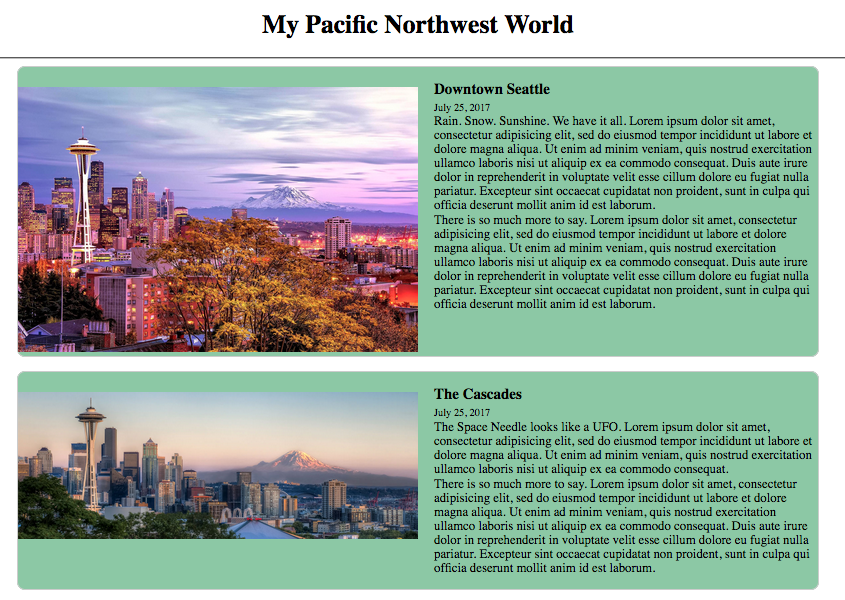 My Pacific Northwest World
Downtown Seattle
July 25, 2017
Rain. Snow. Sunshine. We have it all. Lorem ipsum dolor sit amet,
consectetur adipisicing elit, sed do eiusmod tempor incididunt ut labore et
dolore magna aliqua. Ut enim ad minim veniam, quis nostrud exercitation
ullamco laboris nisi ut aliquip ex ea commodo consequat. Duis aute irure
dolor in reprehenderit in voluptate velit esse cillum dolore eu fugiat nulla
pariatur. Excepteur sint occaecat cupidatat non proident, sunt in culpa qui
officia deserunt mollit anim id est laborum.
There is so much more to say. Lorem ipsum dolor sit amet, consectetur
adipisicing elit, sed do eiusmod tempor incididunt ut labore et dolore
magna aliqua. Ut enim ad minim veniam, quis nostrud exercitation
ullamco laboris nisi ut aliquip ex ea commodo consequat. Duis aute irure
dolor in reprehenderit in voluptate velit esse cillum dolore eu fugiat nulla
pariatur. Excepteur sint occaecat cupidatat non proident, sunt in culpa qui
officia deserunt mollit anim id est laborum.
The Cascades
July 25, 2017
The Space Needle looks like a UFO. Lorem ipsum dolor sit amet,
consectetur adipisicing elit, sed do eiusmod tempor incididunt ut labore et
dolore magna aliqua. Ut enim ad minim veniam, quis nostrud exercitation
ullamco laboris nisi ut aliquip ex ea commodo consequat.
There is so much more to say. Lorem ipsum dolor sit amet, consectetur
adipisicing elit, sed do eiusmod tempor incididunt ut labore et dolore
magna aliqua. Ut enim ad minim veniam, quis nostrud exercitation
ullamco laboris nisi ut aliquip ex ea commodo consequat. Duis aute irure
dolor in reprehenderit in voluptate velit esse cillum dolore eu fugiat nulla
pariatur. Excepteur sint occaecat cupidatat non proident, sunt in culpa qui
officia deserunt mollit anim id est laborum.